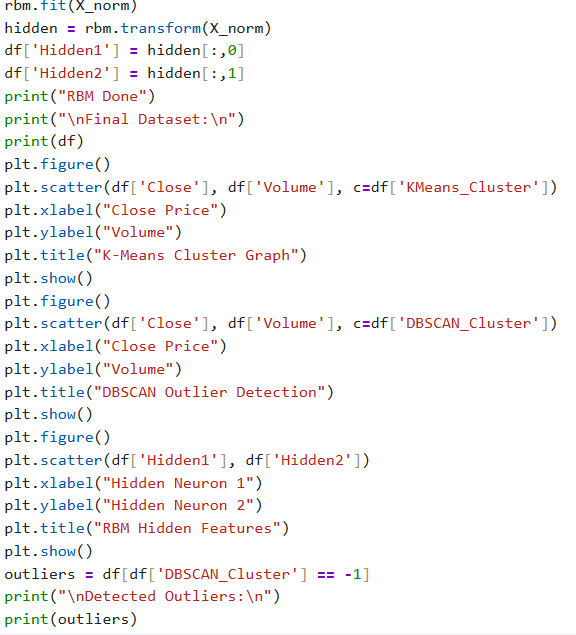 rbm.fit(X_norm)
hidden = rbm.transform(X_norm)
df['Hidden1'] = hidden[:,0]
df['Hidden2'] = hidden[:,1]
print("RBM Done")
print("\nFinal Dataset:\n")
print(df)
plt.figure()
plt.scatter(df['Close'], df['Volume'], c=df['KMeans_Cluster'])
plt.xlabel("Close Price")
plt.ylabel("Volume")
plt.title("K-Means Cluster Graph")
plt.show()
plt.figure()
plt.scatter(df['Close'], df['Volume'], c=df['DBSCAN_Cluster'])
plt.xlabel("Close Price")
plt.ylabel("Volume")
plt.title("DBSCAN Outlier Detection")
plt.show()
plt.figure()
plt.scatter(df['Hidden1'], df['Hidden2'])
plt.xlabel("Hidden Neuron 1")
plt.ylabel("Hidden Neuron 2")
plt.title("RBM Hidden Features")
plt.show()
outliers = df[df['DBSCAN_Cluster'] == -1]
print("\nDetected Outliers:\n")
print(outliers)